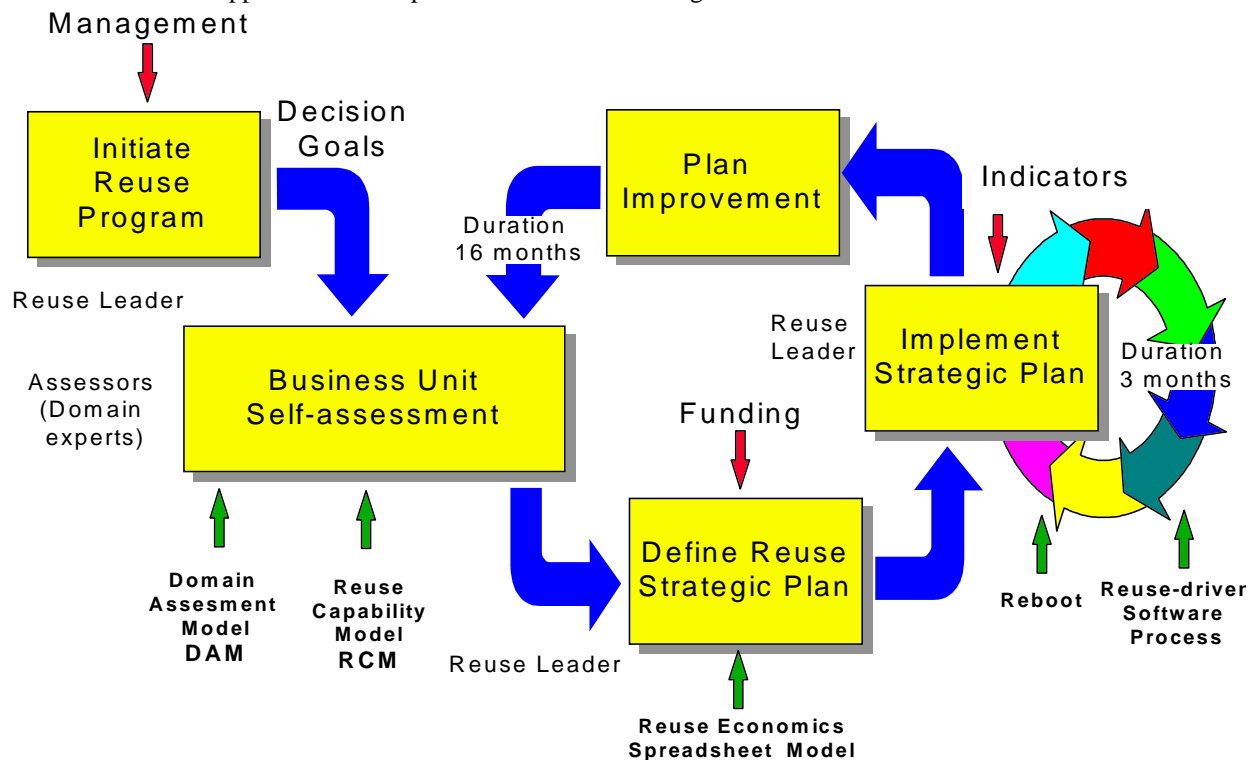 Management
Decision
Goals
Initiate
Reuse
Program
Plan
Improvement
Indicators
Duration
16 months
Reuse Leader
Reuse
Leader
Implement
Strategic Plan
Duration
3 months
Assessors
(Domain
experts)
Business Unit
Self-assessment
Funding
Define Reuse
Strategic Plan
Domain
Assesment
Model
DAM
Reuse
Capability
Model
RCM
Reuse Leader
Reboot
Reuse-driven
Software
Process
Reuse Economics
Spreadsheet Model